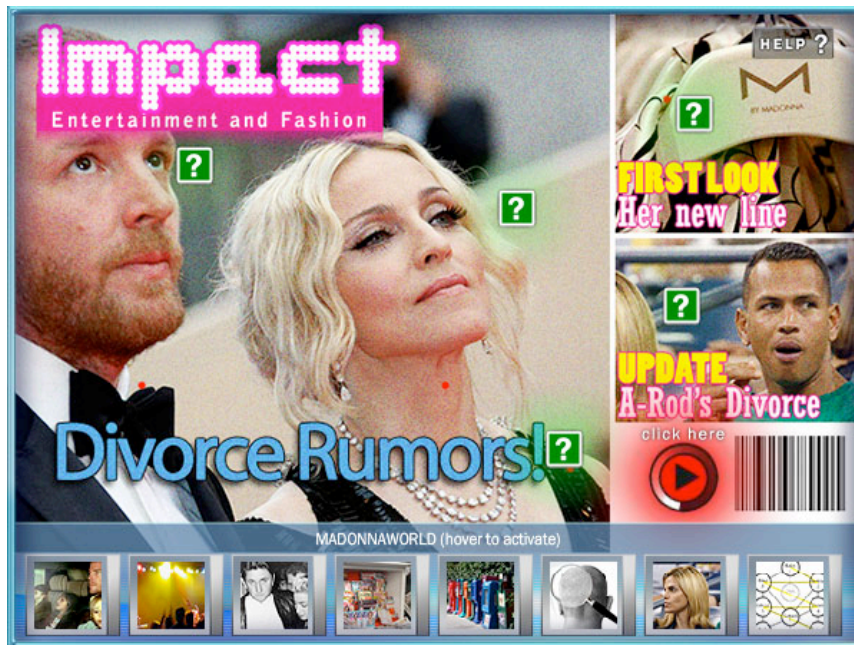 Impact
Entertainment and Fashion
HELP ?
?
?
?
M
BY MADONNA
FIRST LOOK
Her new line
?
UPDATE
A-Rod's Divorce
Divorce Rumors!
?
click here
MADONNAWORLD (hover to activate)